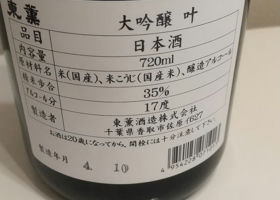 東薫 大吟醸 叶
品目 日本酒
内容量 720ml
原材料名 米(国産)、米こうじ(国産)、醸造アルコール
精米歩合 35%
アルコール分 17度
製造者 東薫酒造株式会社
千葉県香取市佐原イ627
お酒は20歳になってから。開栓には十分注意して下さい。
製造年月 4. 10